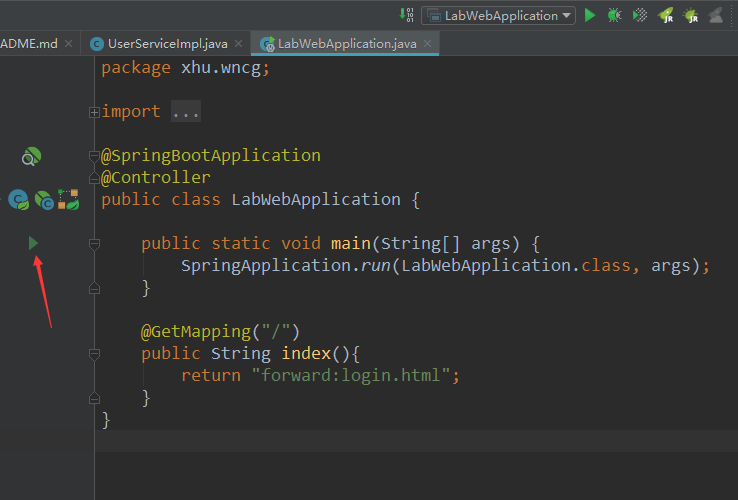 LabWebApplication
ADME.md UserServiceImpl.java LabWebApplication.java
package xhu.wncg;
import ...
@SpringBootApplication
@Controller
public class LabWebApplication {
public static void main(String[] args) {
SpringApplication.run(LabWebApplication.class, args);
}
@GetMapping("/")
public String index(){
return "forward:login.html";
}
}